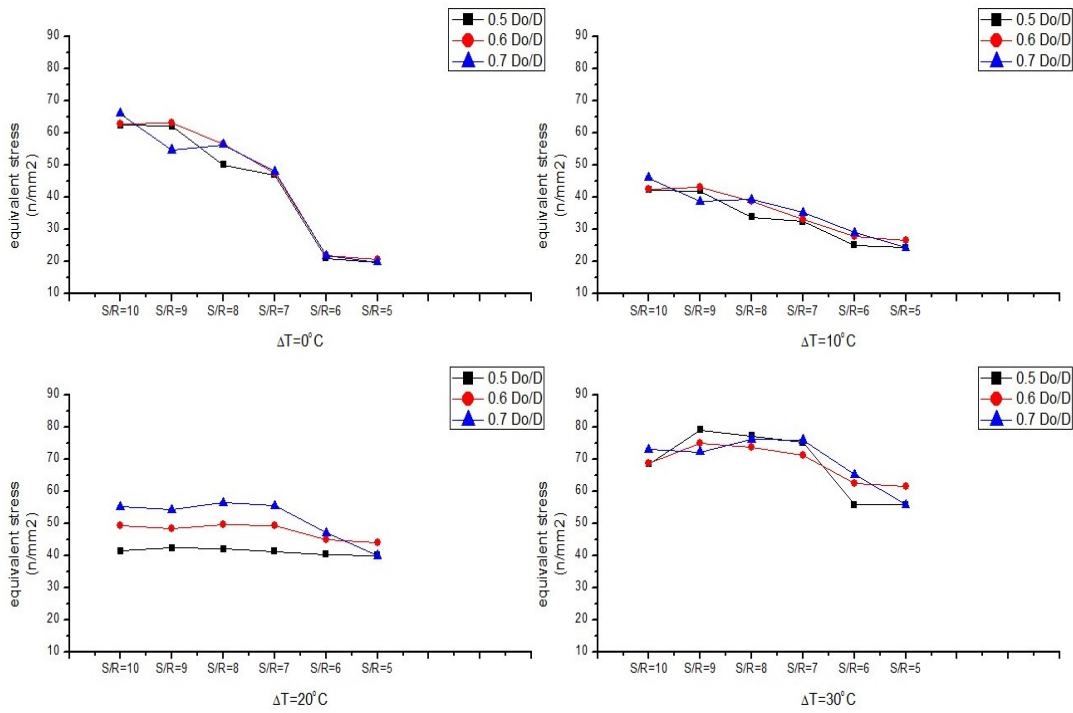 0.5 Do/D
0.6 Do/D
0.7 Do/D
equivalent stress
(n/mm2)
90
80
70
60
50
40
30
20
10
S/R=10 S/R=9 S/R=8 S/R=7 S/R=6 S/R=5
ΔT=0⁰C
0.5 Do/D
0.6 Do/D
0.7 Do/D
equivalent stress
(n/mm2)
90
80
70
60
50
40
30
20
10
S/R=10 S/R=9 S/R=8 S/R=7 S/R=6 S/R=5
ΔT=10⁰C
0.5 Do/D
0.6 Do/D
0.7 Do/D
equivalent stress
(n/mm2)
90
80
70
60
50
40
30
20
10
S/R=10 S/R=9 S/R=8 S/R=7 S/R=6 S/R=5
ΔT=20⁰C
0.5 Do/D
0.6 Do/D
0.7 Do/D
equivalent stress
(n/mm2)
90
80
70
60
50
40
30
20
10
S/R=10 S/R=9 S/R=8 S/R=7 S/R=6 S/R=5
ΔT=30⁰C